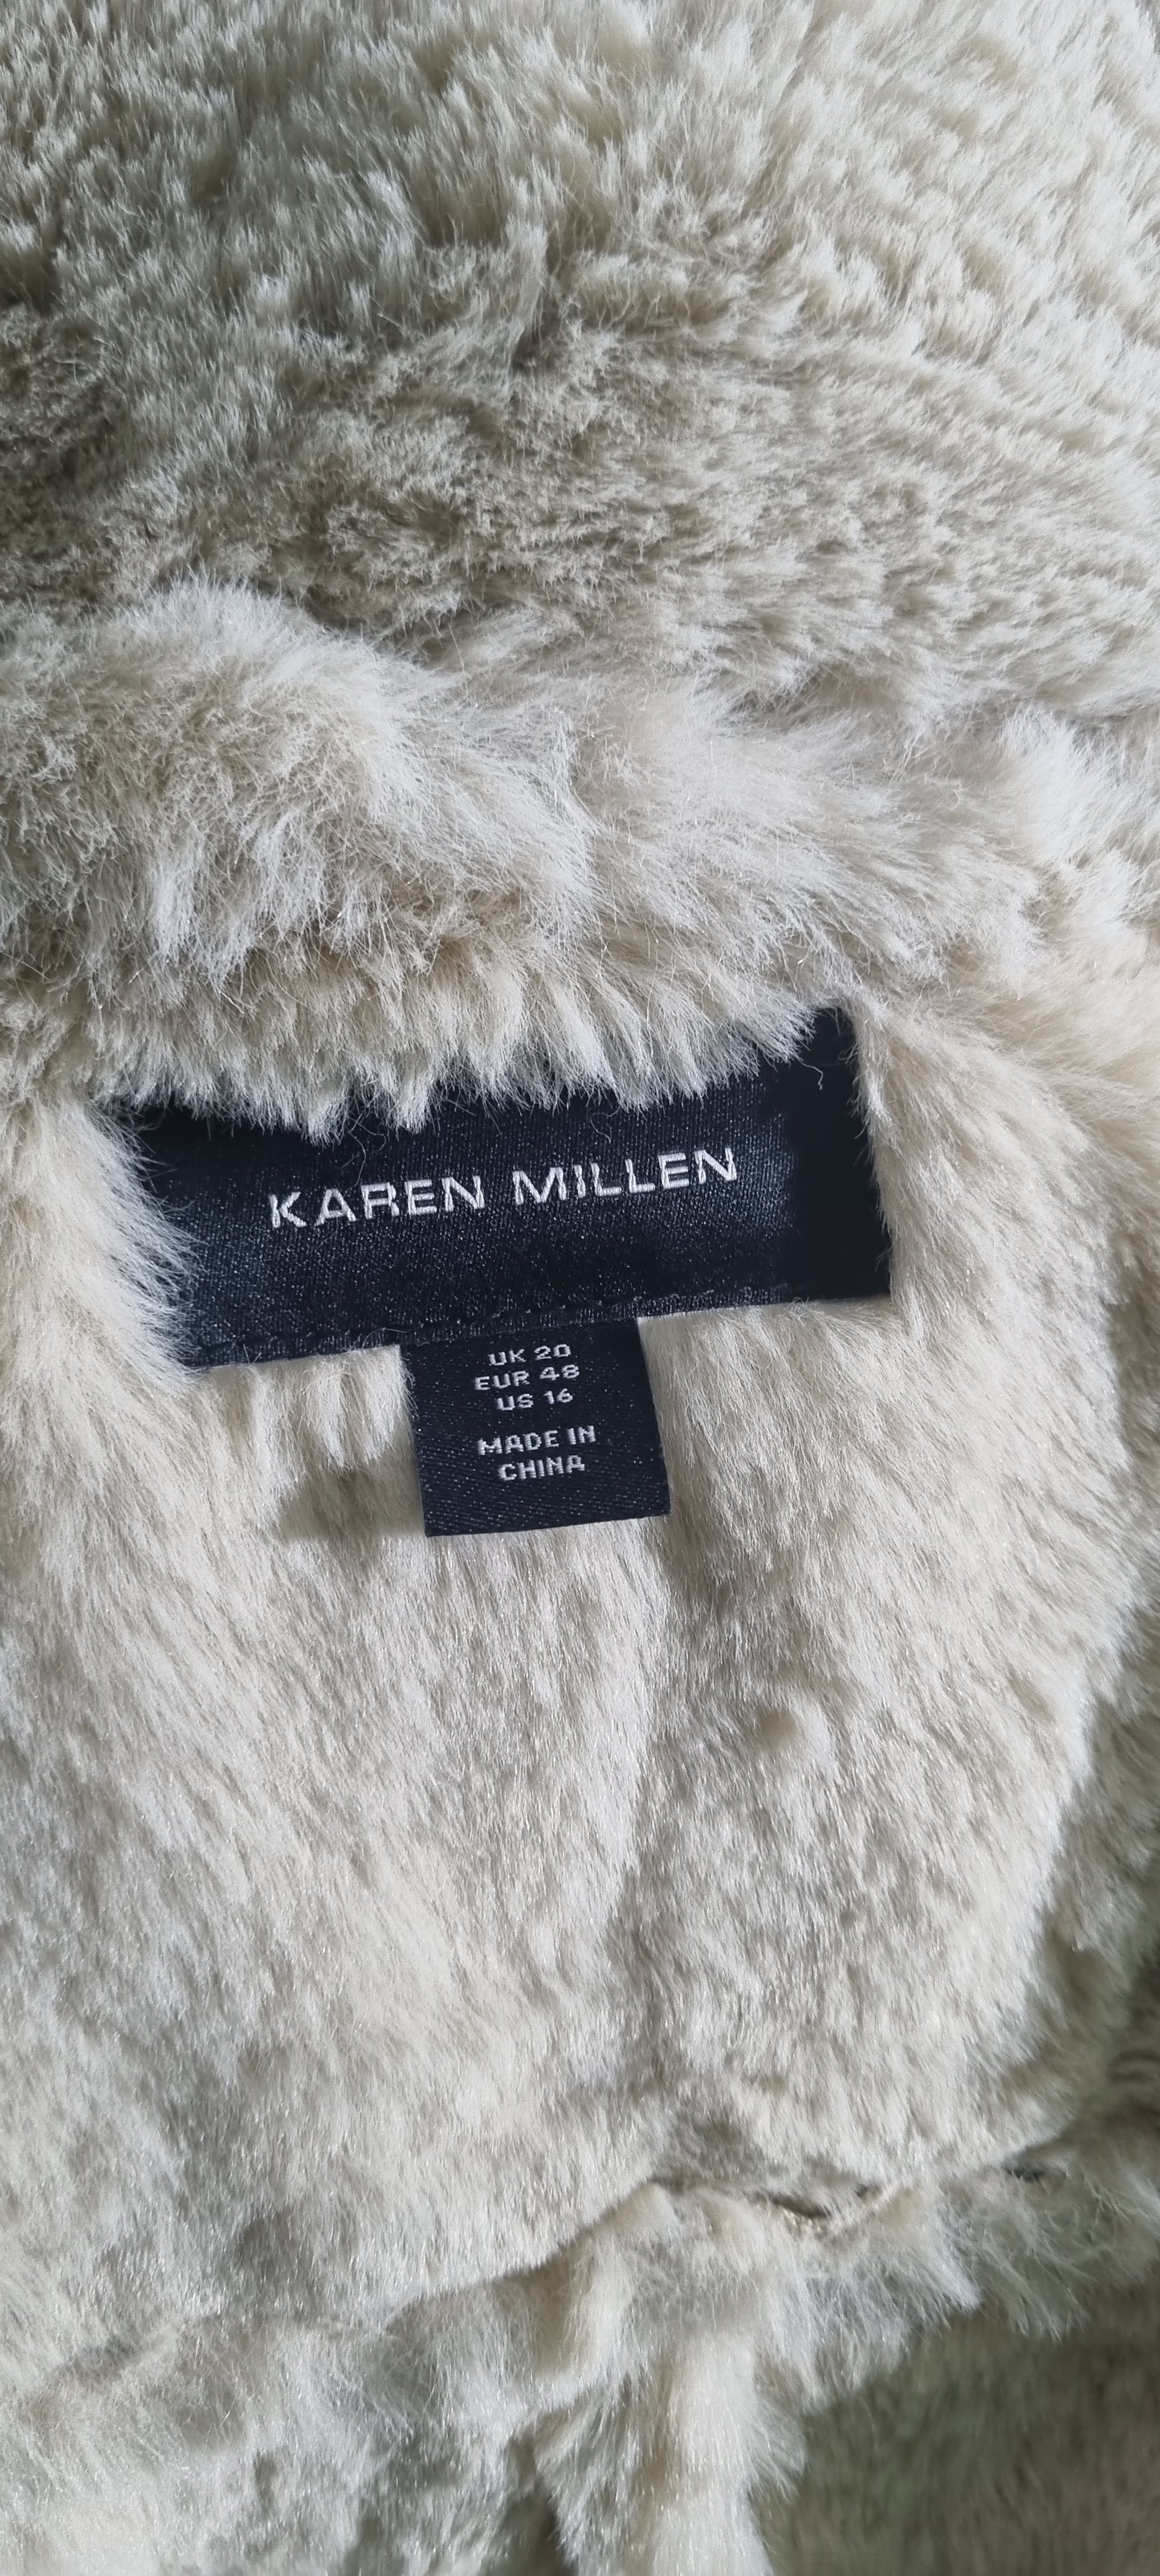 KAREN MILLEN
UK 20
EUR 48
US 16
MADE IN
CHINA